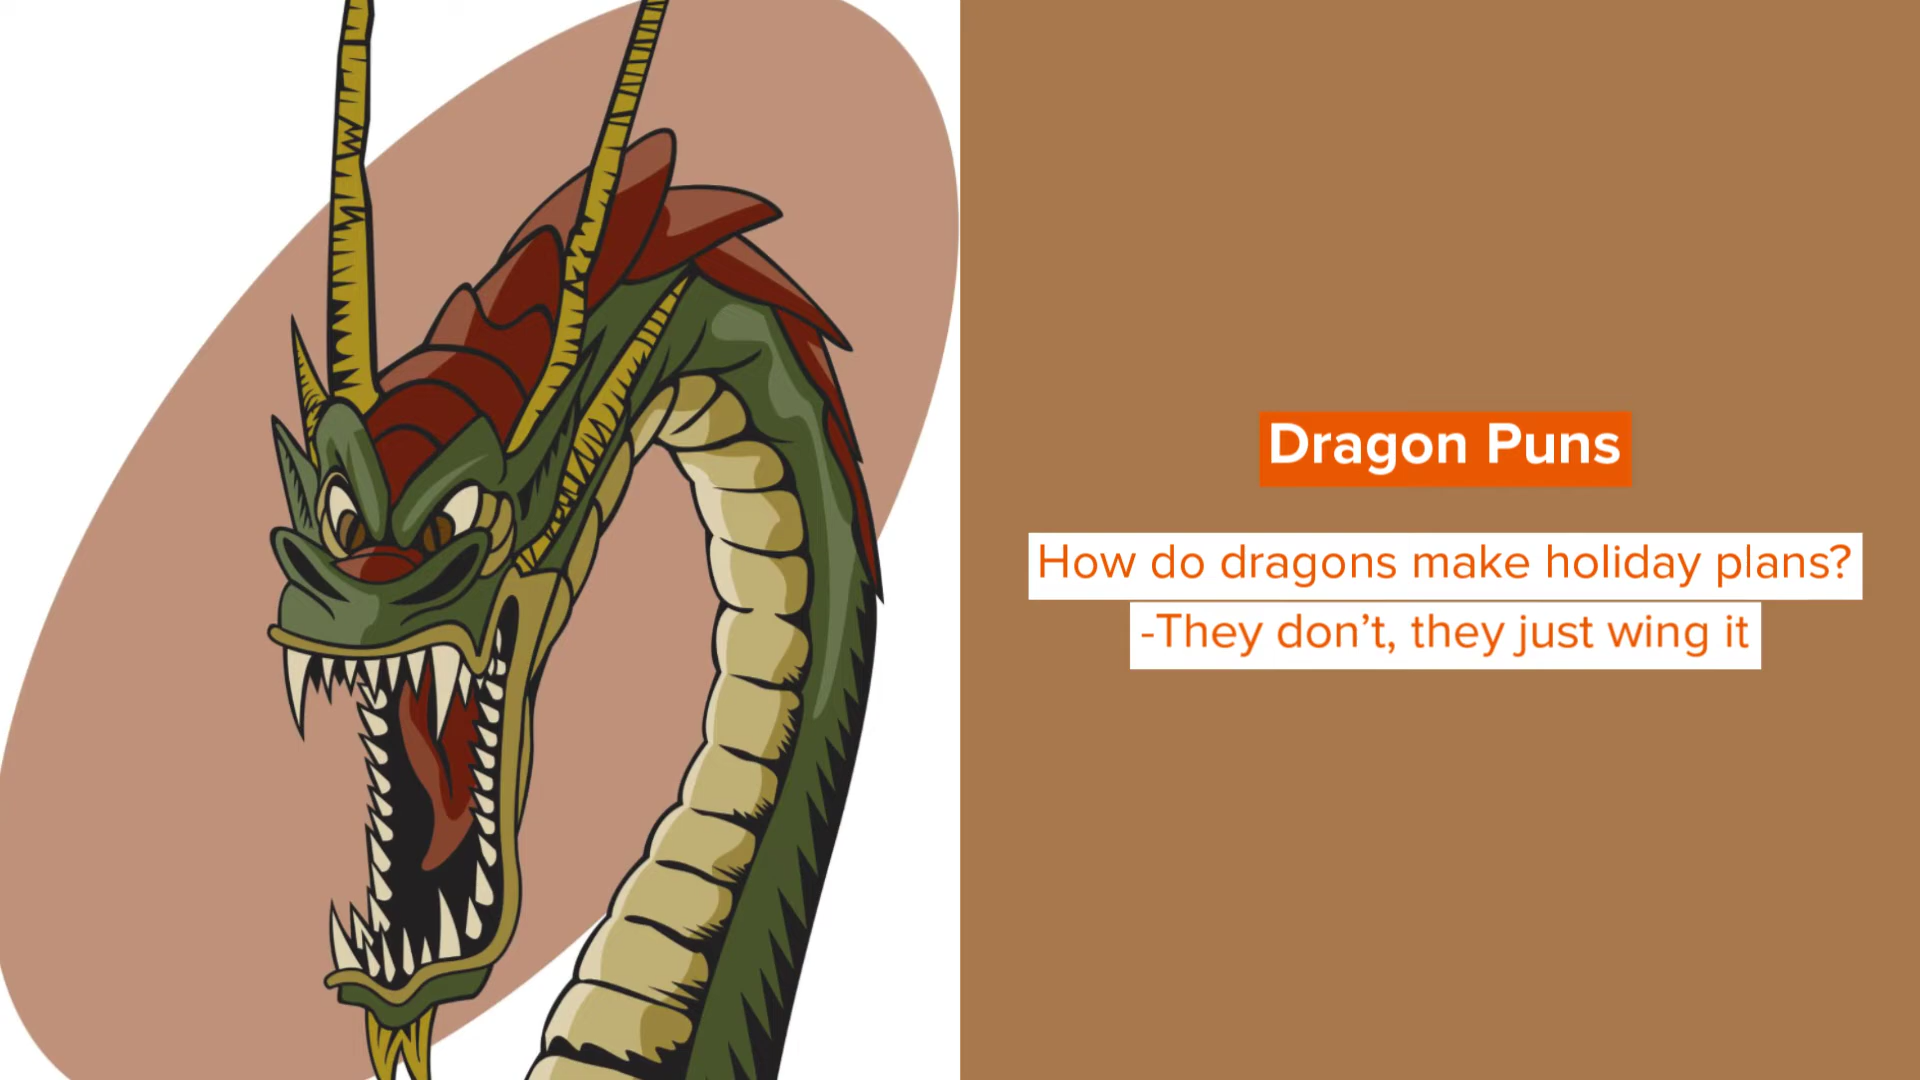 Dragon Puns
How do dragons make holiday plans?
-They don’t, they just wing it